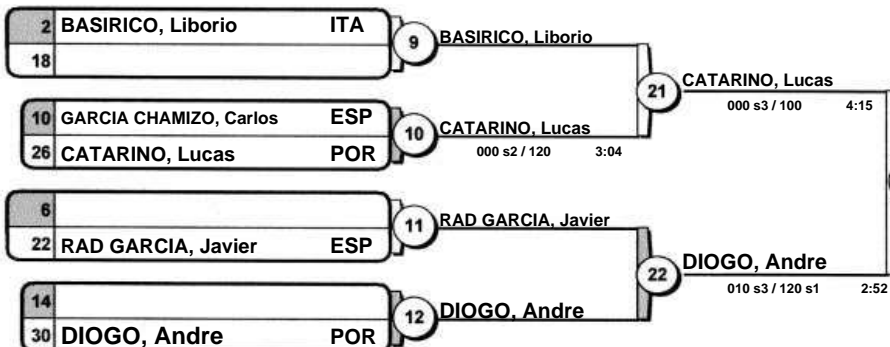 2 BASIRICO, Liborio ITA
18
9
BASIRICO, Liborio
10 GARCIA CHAMIZO, Carlos ESP
26 CATARINO, Lucas POR
10
CATARINO, Lucas
000 s2 / 120 3:04
21
CATARINO, Lucas
000 s3 / 100 4:15
6
22 RAD GARCIA, Javier ESP
11
RAD GARCIA, Javier
14
30 DIOGO, Andre POR
12
DIOGO, Andre
22
DIOGO, Andre
010 s3 / 120 s1 2:52